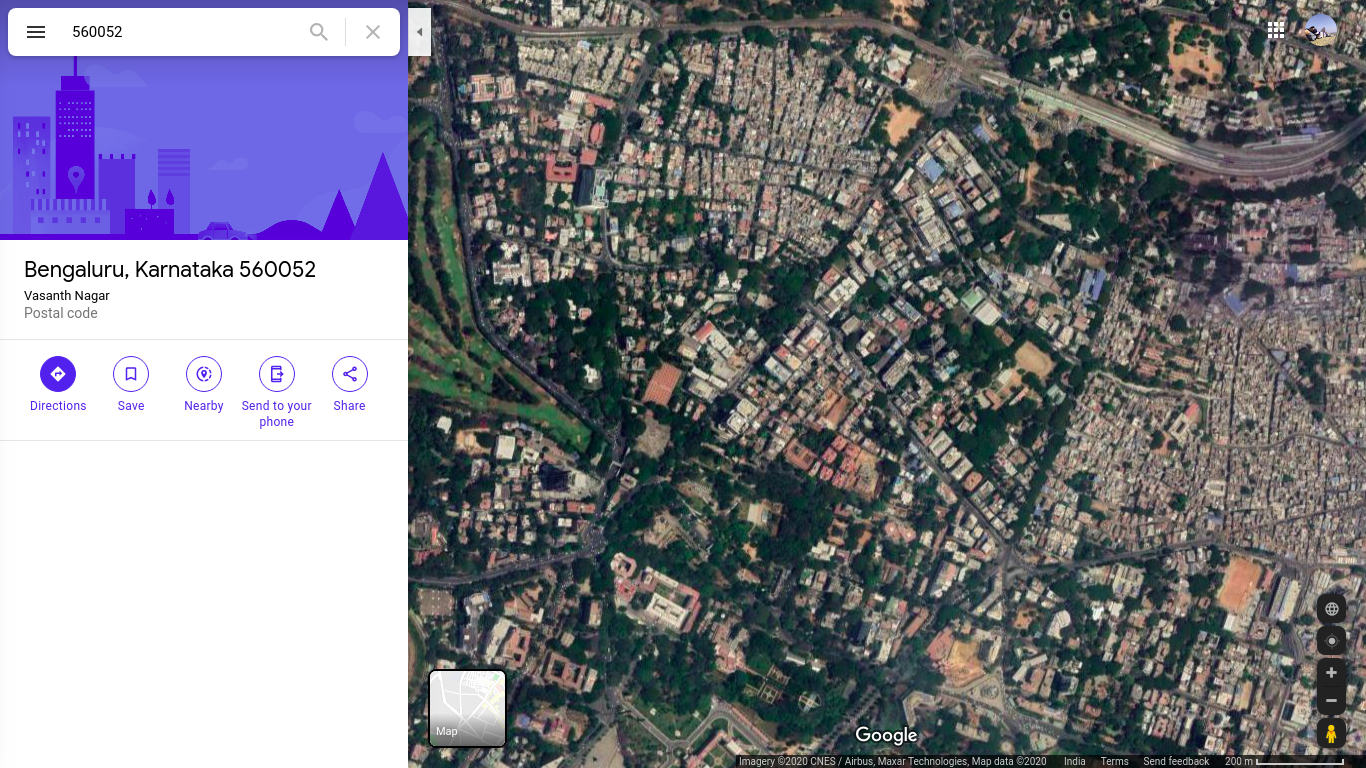 560052
Bengaluru, Karnataka 560052
Vasanth Nagar
Postal code
Directions
Save
Nearby
Send to your
phone
Share
Map
Google
Imagery ©2020 CNES / Airbus, Maxar Technologies, Map data ©2020 India Terms Send feedback 200 m